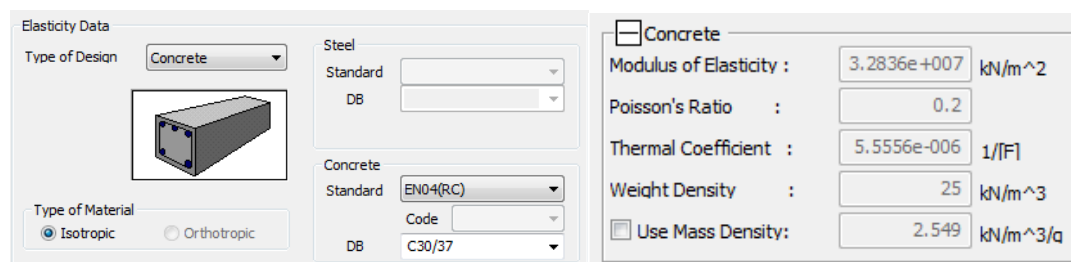 Elasticity Data
Type of Design Concrete
Steel
Standard
DB
Concrete
Standard EN04(RC)
Code
DB C30/37
Type of Material
Isotropic Orthotropic
Concrete
Modulus of Elasticity : 3.2836e+007 kN/m^2
Poisson's Ratio : 0.2
Thermal Coefficient : 5.5556e-006 1/[F]
Weight Density : 25 kN/m^3
Use Mass Density: 2.549 kN/m^3/g